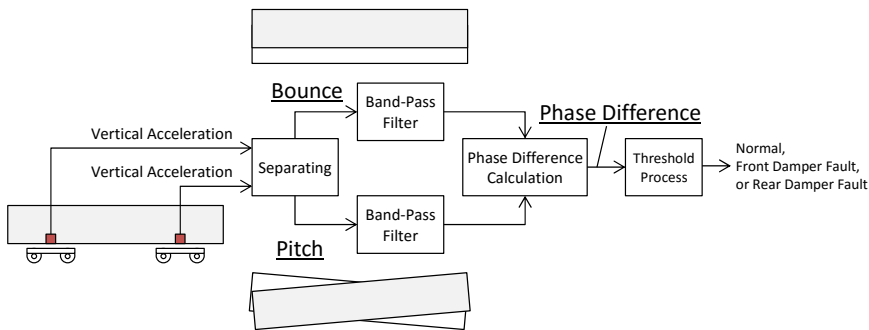 Bounce
Band-Pass
Filter
Phase Difference
Vertical Acceleration
Vertical Acceleration
Separating
Phase Difference
Calculation
Threshold
Process
Normal,
Front Damper Fault,
or Rear Damper Fault
Band-Pass
Filter
Pitch